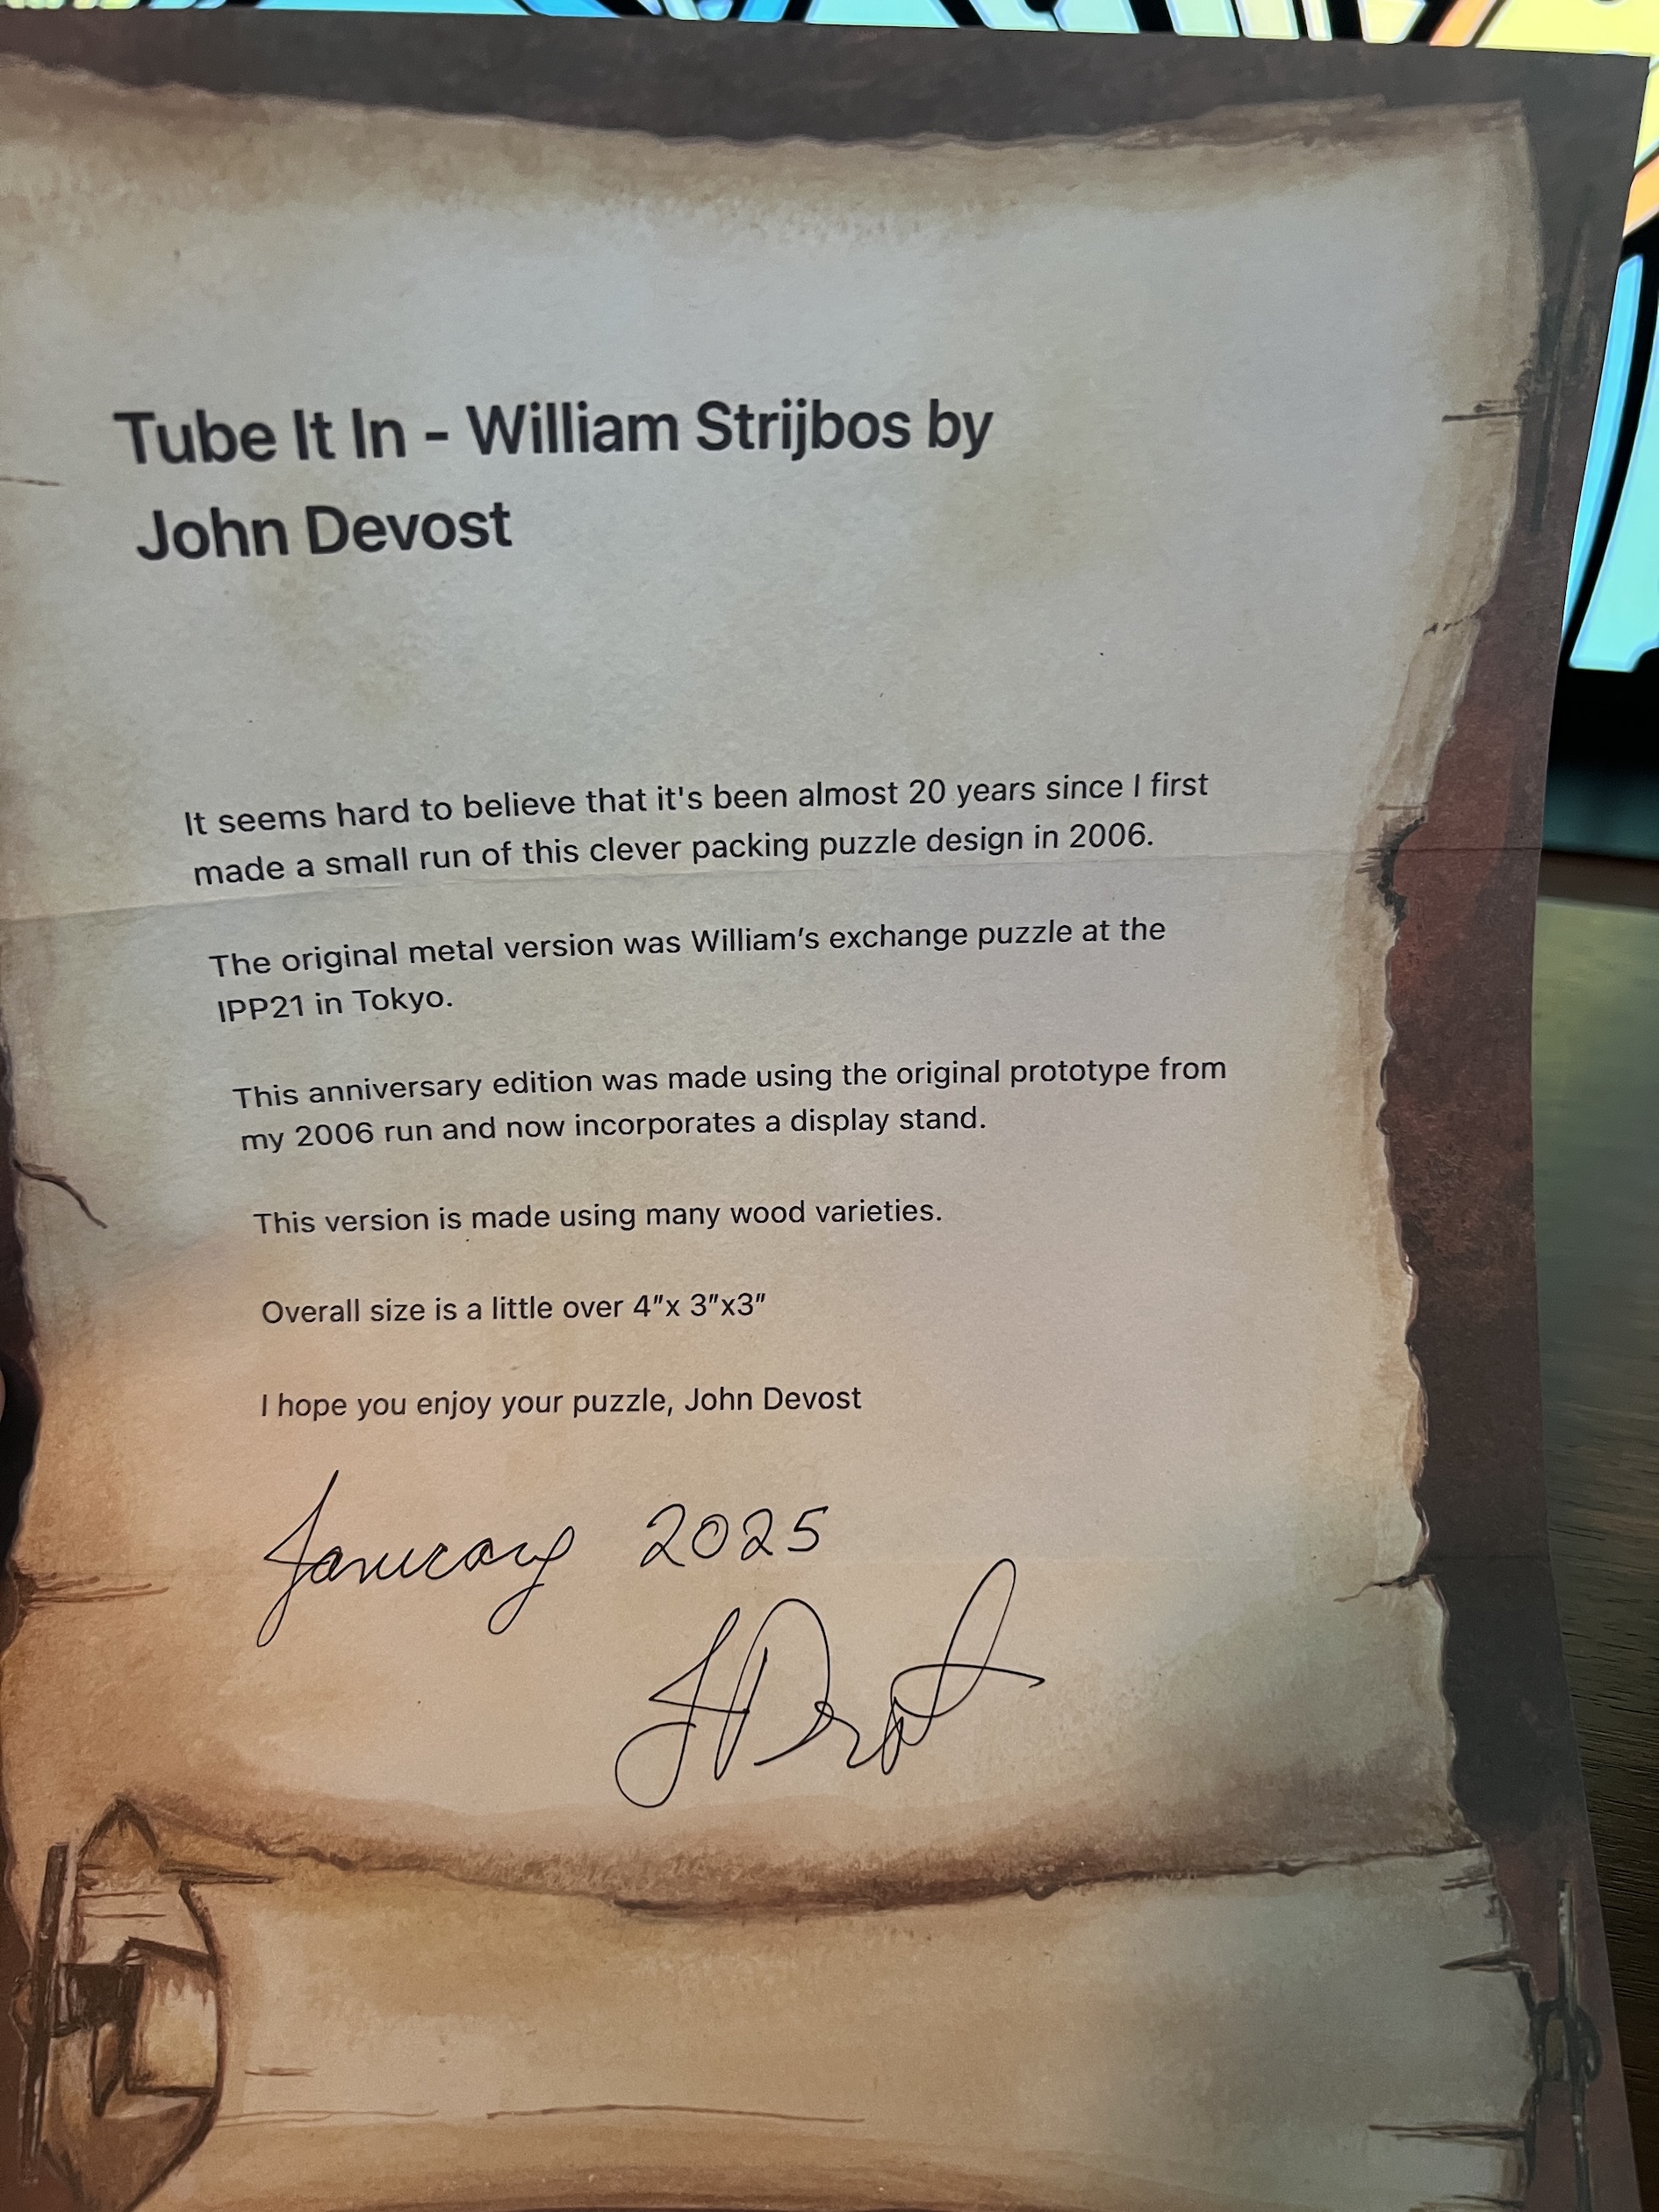 Tube It In - William Strijbos by
John Devost
It seems hard to believe that it's been almost 20 years since I first
made a small run of this clever packing puzzle design in 2006.
The original metal version was William’s exchange puzzle at the
IPP21 in Tokyo.
This anniversary edition was made using the original prototype from
my 2006 run and now incorporates a display stand.
This version is made using many wood varieties.
Overall size is a little over 4"x 3"x3"
I hope you enjoy your puzzle, John Devost
January 2025